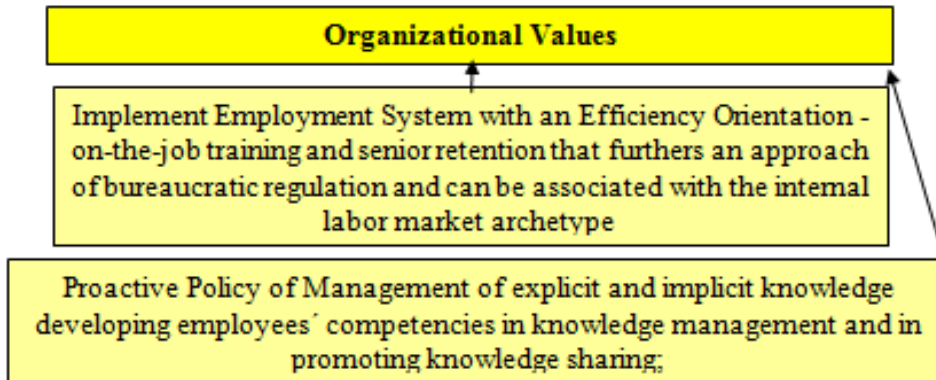 Organizational Values
Implement Employment System with an Efficiency Orientation -
on-the-job training and senior retention that furthers an approach
of bureaucratic regulation and can be associated with the internal
labor market archetype
Proactive Policy of Management of explicit and implicit knowledge
developing employees´ competencies in knowledge management and in
promoting knowledge sharing;